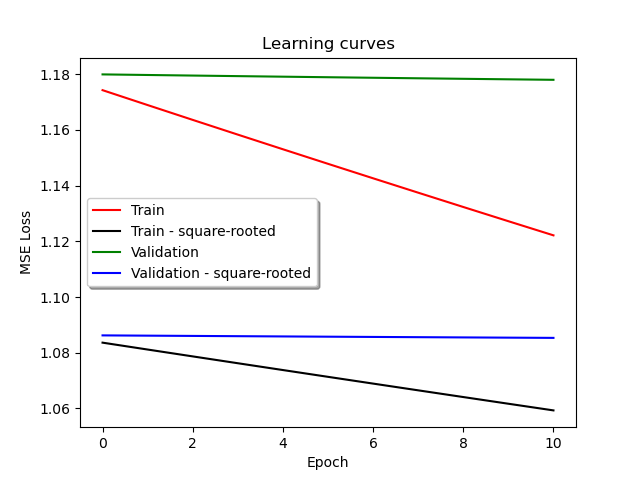 Learning curves
MSE Loss
1.18
1.16
1.14
1.12
1.10
1.08
1.06
Train
Train - square-rooted
Validation
Validation - square-rooted
0 2 4 6 8 10
Epoch